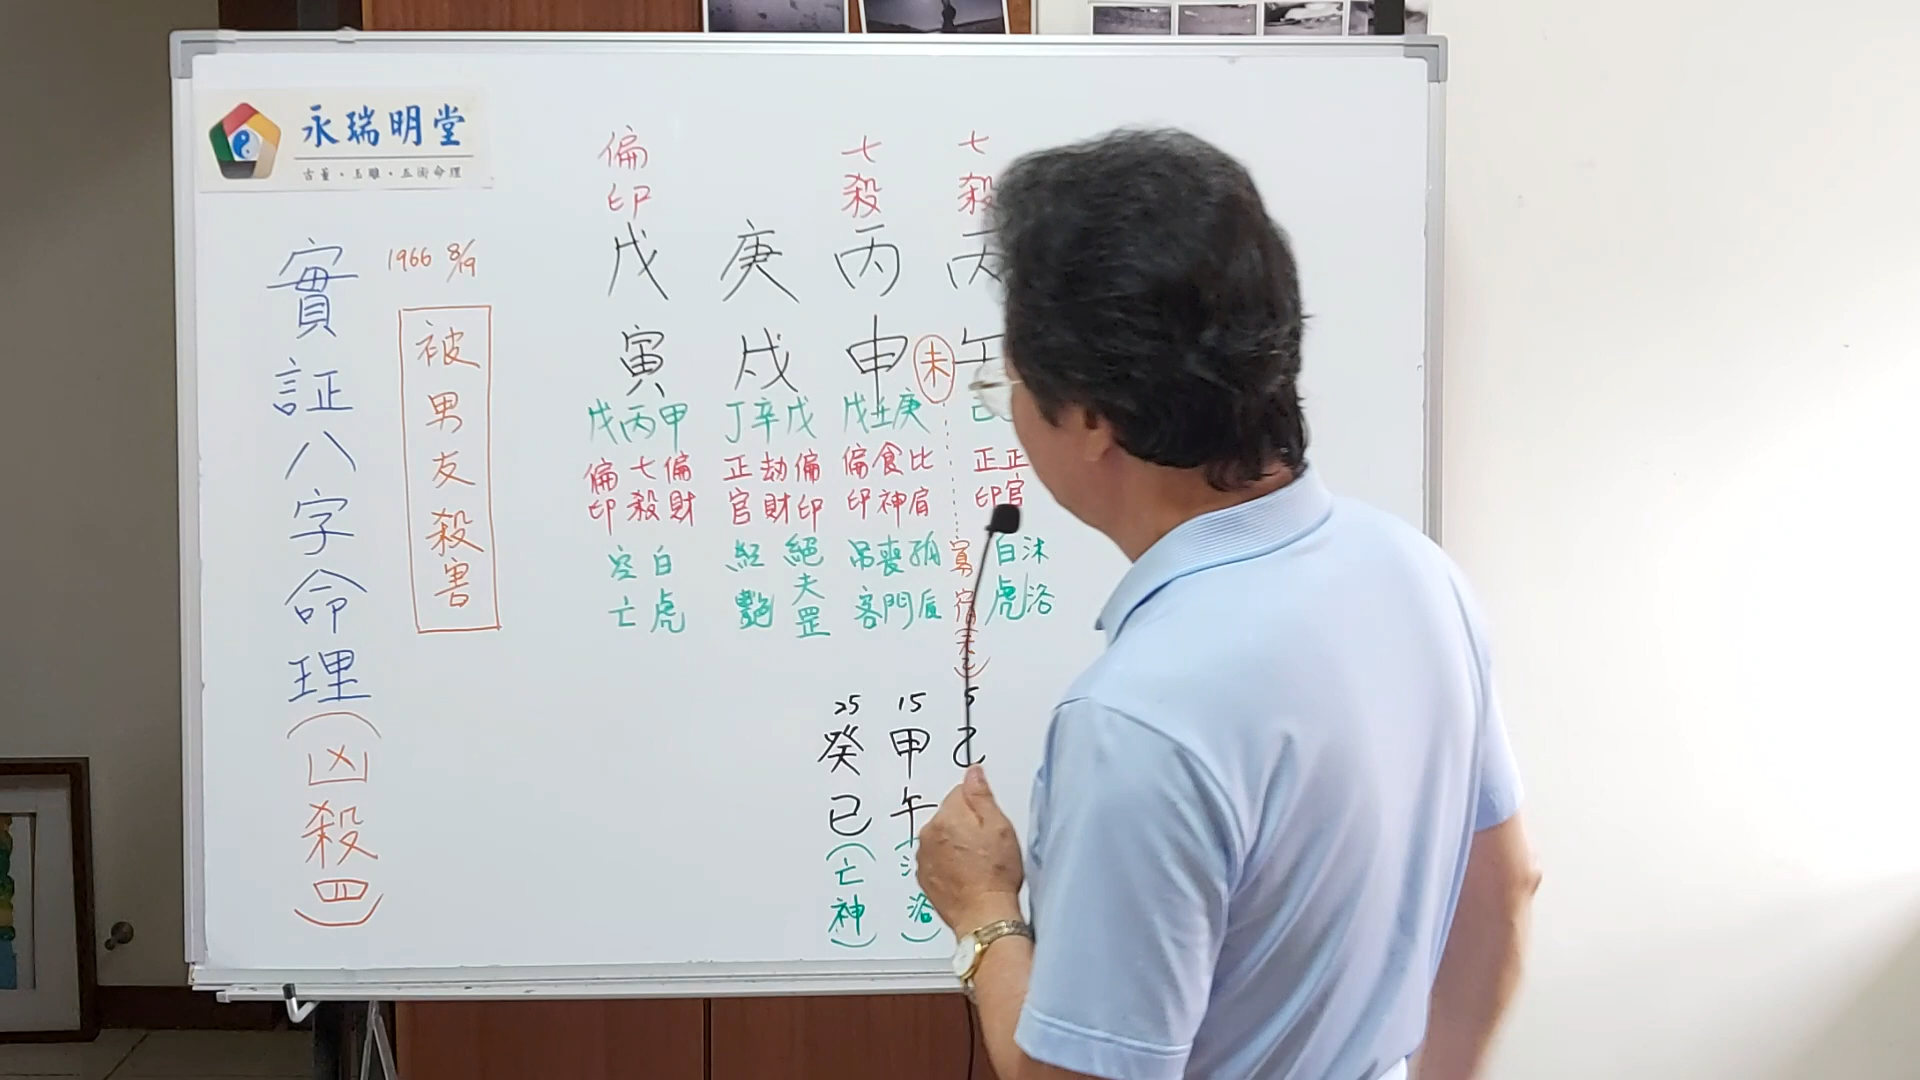 永瑞明堂
古董・玉雕・五術命理
實証八字命理(凶殺四)
1966 8/19
被男友殺害
偏印 七殺 七殺
戊 庚 丙 丙
寅 戌 申 未 午
戊丙甲 丁辛戊 戊壬庚 己
偏印 七殺 偏財 正官 劫財 偏印 偏印 食神 比肩 正印 正官
空亡 白虎 紅艷 絕 天罡 吊客 喪門 白虎 沐浴
25 15 5
癸 甲 乙
巳 午
(亡神) 浴)